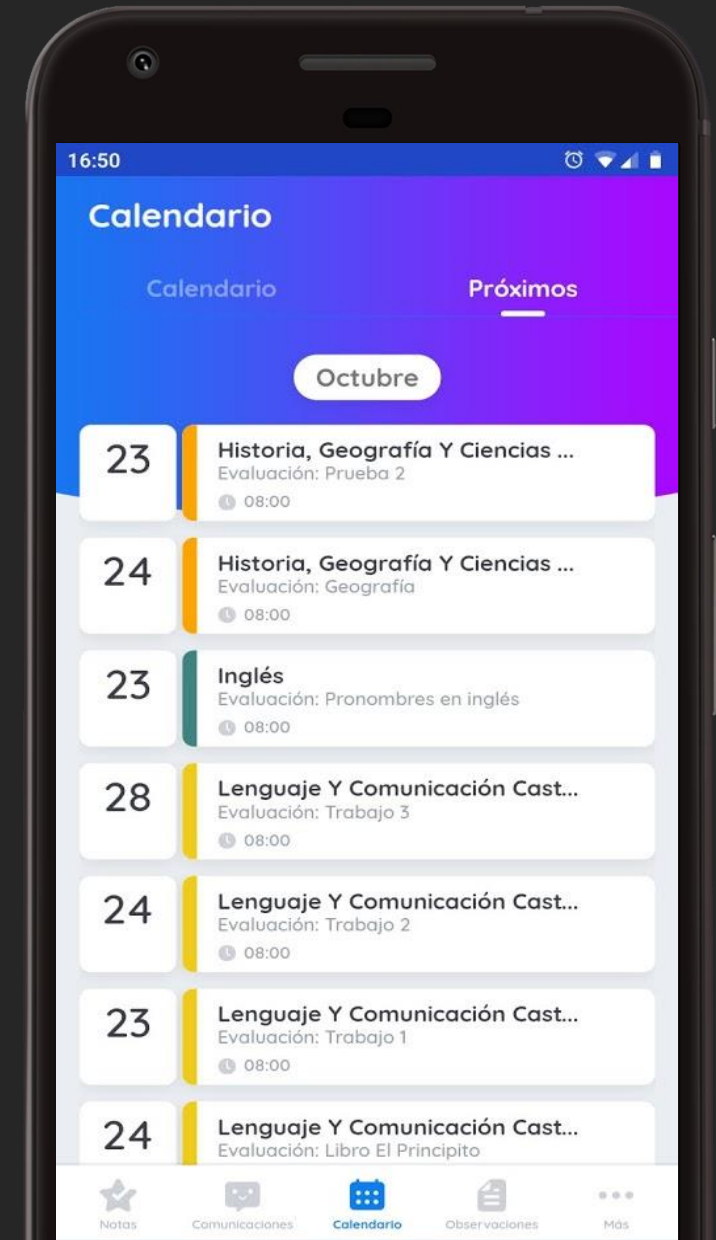 16:50
Calendario
Calendario Próximos
Octubre
23
Historia, Geografía Y Ciencias ...
Evaluación: Prueba 2
08:00
24
Historia, Geografía Y Ciencias ...
Evaluación: Geografía
08:00
23
Inglés
Evaluación: Pronombres en inglés
08:00
28
Lenguaje Y Comunicación Cast...
Evaluación: Trabajo 3
08:00
24
Lenguaje Y Comunicación Cast...
Evaluación: Trabajo 2
08:00
23
Lenguaje Y Comunicación Cast...
Evaluación: Trabajo 1
08:00
24
Lenguaje Y Comunicación Cast...
Evaluación: Libro El Principito
Notas Comunicaciones Calendario Observaciones Más